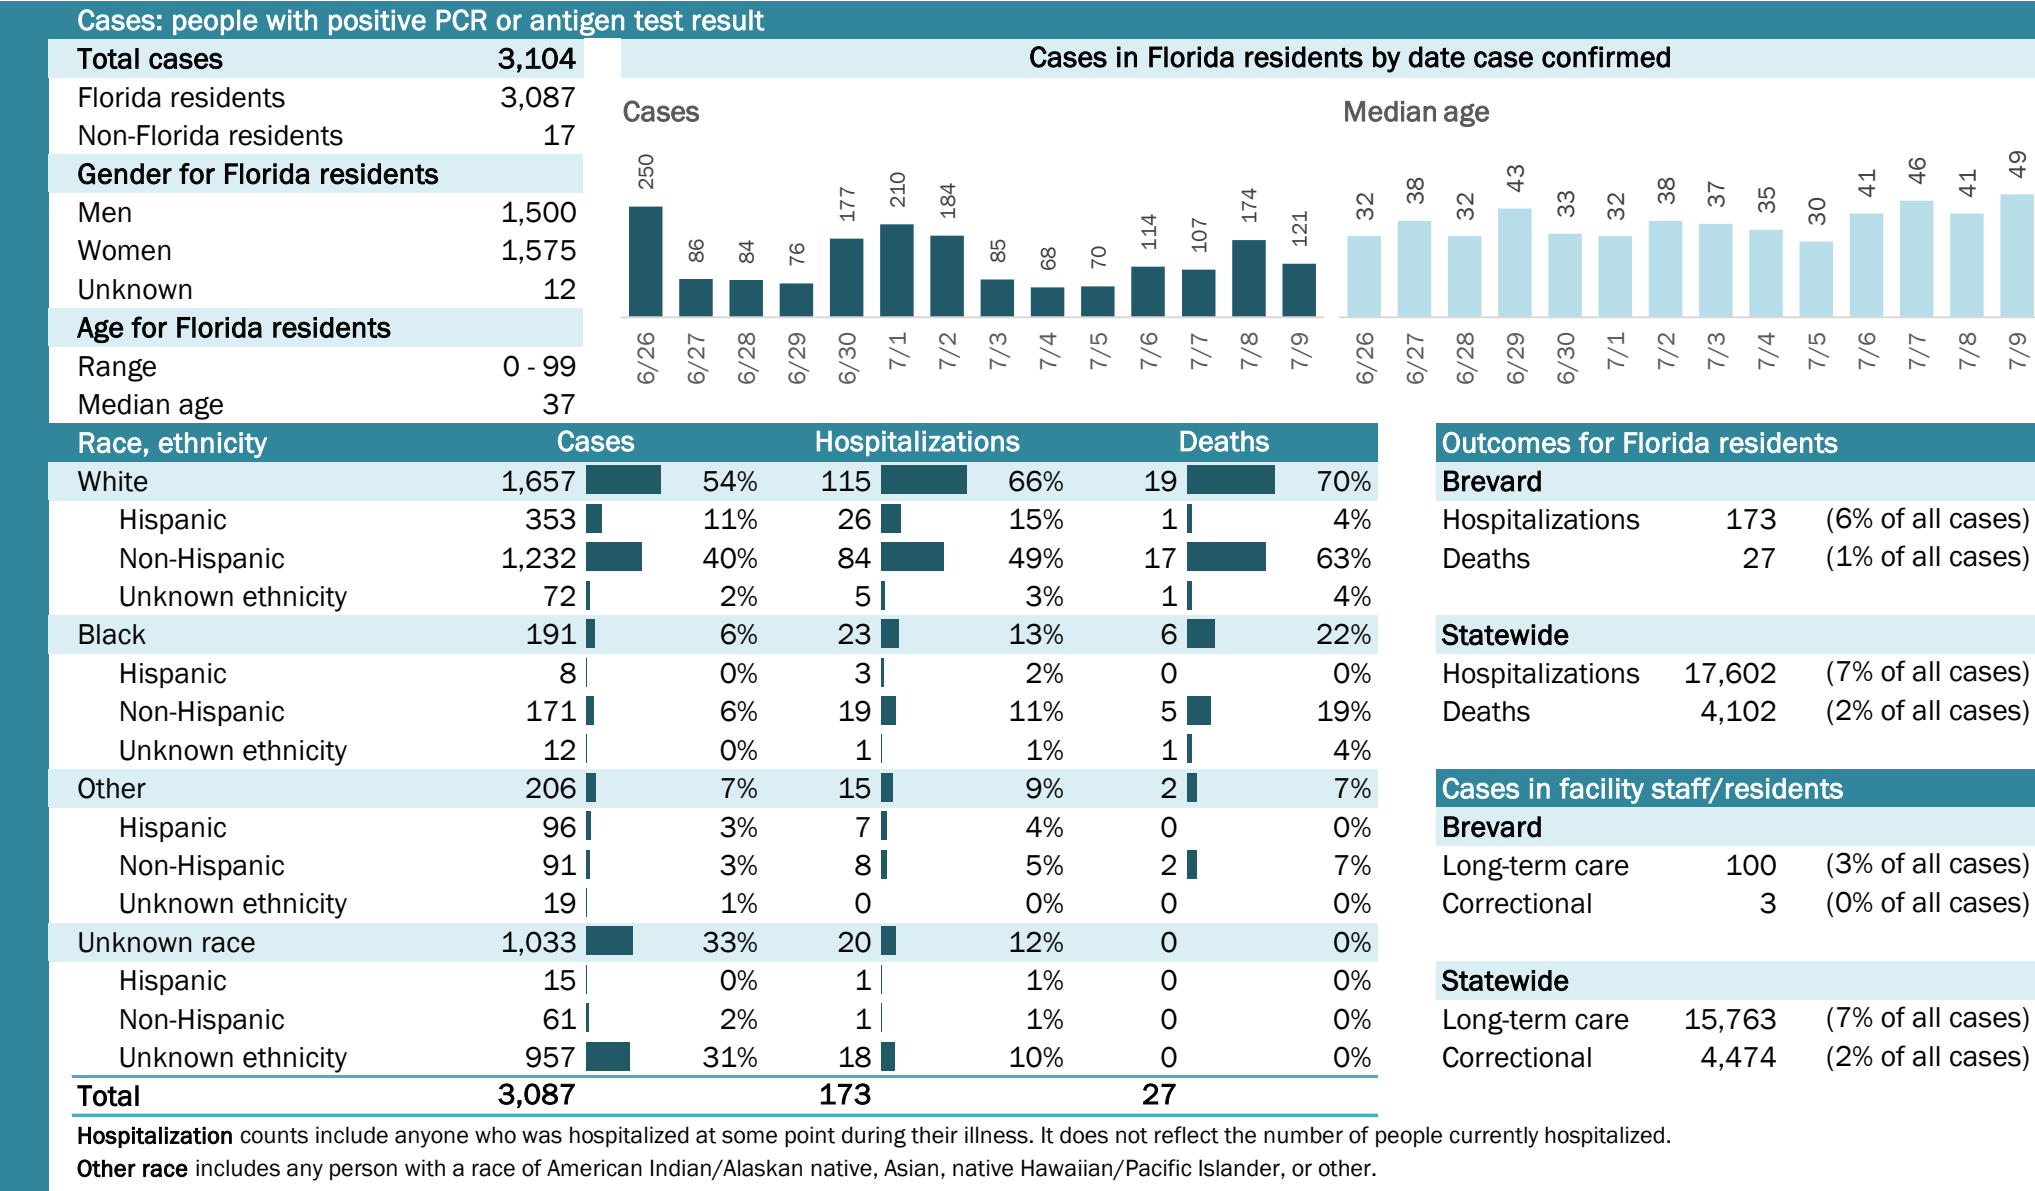 Cases: people with positive PCR or antigen test result
Total cases 3,104
Florida residents 3,087
Non-Florida residents 17
Gender for Florida residents
Men 1,500
Women 1,575
Unknown 12
Age for Florida residents
Range 0 - 99
Median age 37
Cases in Florida residents by date case confirmed
Cases
250 86 84 76 177 210 184 85 68 70 114 107 174 121
6/26 6/27 6/28 6/29 6/30 7/1 7/2 7/3 7/4 7/5 7/6 7/7 7/8 7/9
Median age
32 38 32 43 33 32 38 37 35 30 41 46 41 49
6/26 6/27 6/28 6/29 6/30 7/1 7/2 7/3 7/4 7/5 7/6 7/7 7/8 7/9
Race, ethnicity Cases Hospitalizations Deaths
White 1,657 54% 115 66% 19 70%
Hispanic 353 11% 26 15% 1 4%
Non-Hispanic 1,232 40% 84 49% 17 63%
Unknown ethnicity 72 2% 5 3% 1 4%
Black 191 6% 23 13% 6 22%
Hispanic 8 0% 3 2% 0 0%
Non-Hispanic 171 6% 19 11% 5 19%
Unknown ethnicity 12 0% 1 1% 1 4%
Other 206 7% 15 9% 2 7%
Hispanic 96 3% 7 4% 0 0%
Non-Hispanic 91 3% 8 5% 2 7%
Unknown ethnicity 19 1% 0 0% 0 0%
Unknown race 1,033 33% 20 12% 0 0%
Hispanic 15 0% 1 1% 0 0%
Non-Hispanic 61 2% 1 1% 0 0%
Unknown ethnicity 957 31% 18 10% 0 0%
Total 3,087 173 27
Outcomes for Florida residents
Brevard
Hospitalizations 173 (6% of all cases)
Deaths 27 (1% of all cases)
Statewide
Hospitalizations 17,602 (7% of all cases)
Deaths 4,102 (2% of all cases)
Cases in facility staff/residents
Brevard
Long-term care 100 (3% of all cases)
Correctional 3 (0% of all cases)
Statewide
Long-term care 15,763 (7% of all cases)
Correctional 4,474 (2% of all cases)
Hospitalization counts include anyone who was hospitalized at some point during their illness. It does not reflect the number of people currently hospitalized.
Other race includes any person with a race of American Indian/Alaskan native, Asian, native Hawaiian/Pacific Islander, or other.